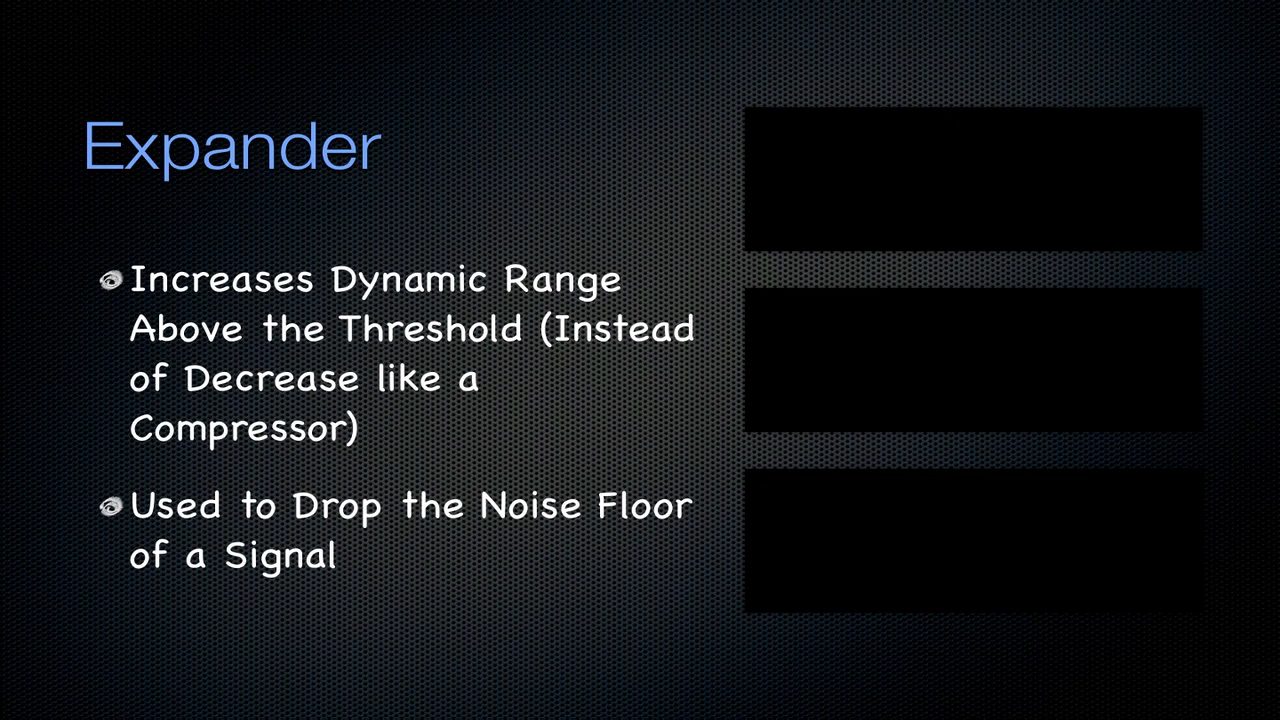 Expander
Increases Dynamic Range
Above the Threshold (Instead
of Decrease like a
Compressor)
Used to Drop the Noise Floor
of a Signal